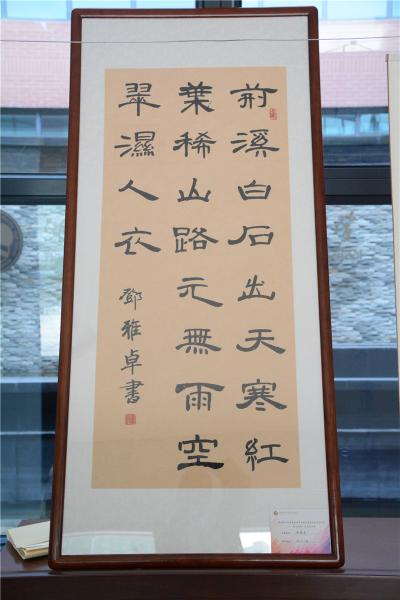 荊溪白石出天寒紅
葉稀山路元無雨空
翠濕人衣
鄧雅卓書